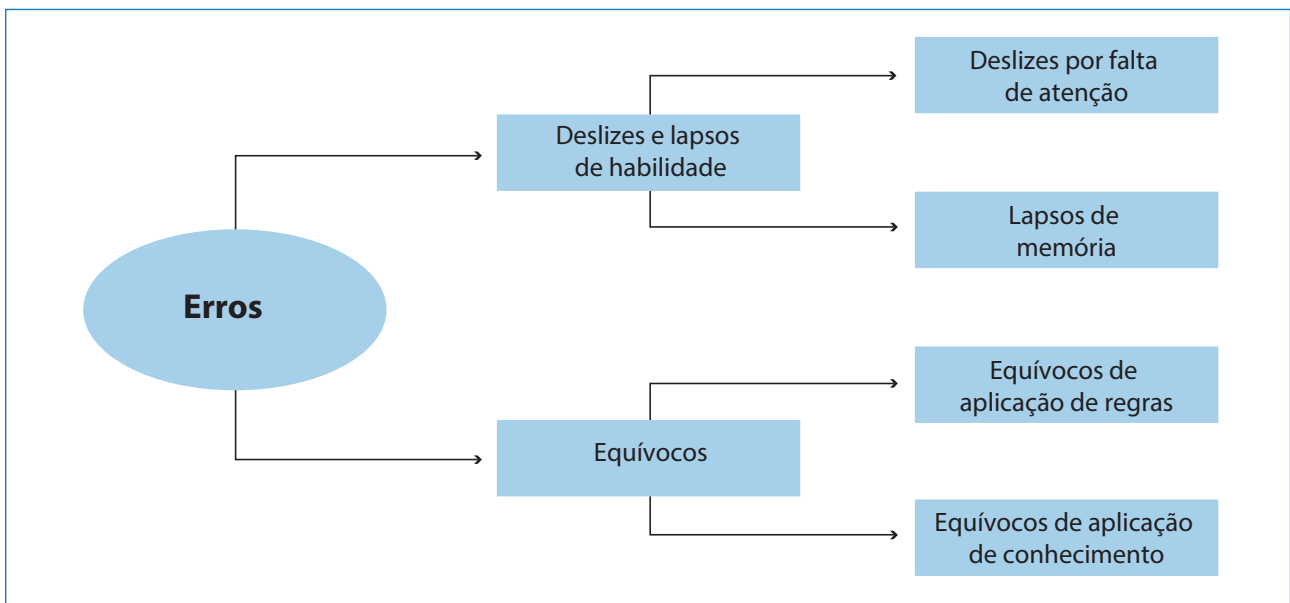 Deslizes por falta
de atenção
Deslizes e lapsos
de habilidade
Lapsos de
memória
Erros
Equívocos de
aplicação de regras
Equívocos
Equívocos de aplicação
de conhecimento